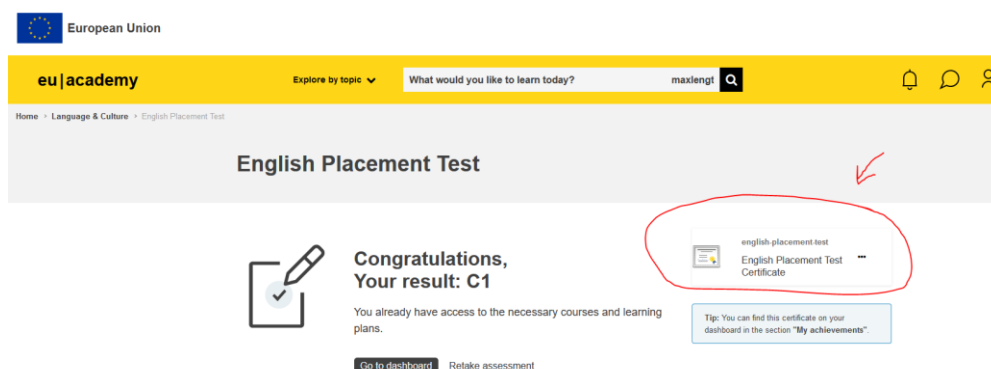 European Union
eu|academy
Explore by topic
What would you like to learn today?
maxlengt
Home > Language & Culture > English Placement Test
English Placement Test
Congratulations,
Your result: C1
You already have access to the necessary courses and learning
plans.
Go to dashboard Retake assessment
english-placement-test
English Placement Test
Certificate
Tip: You can find this certificate on your
dashboard in the section "My achievements".